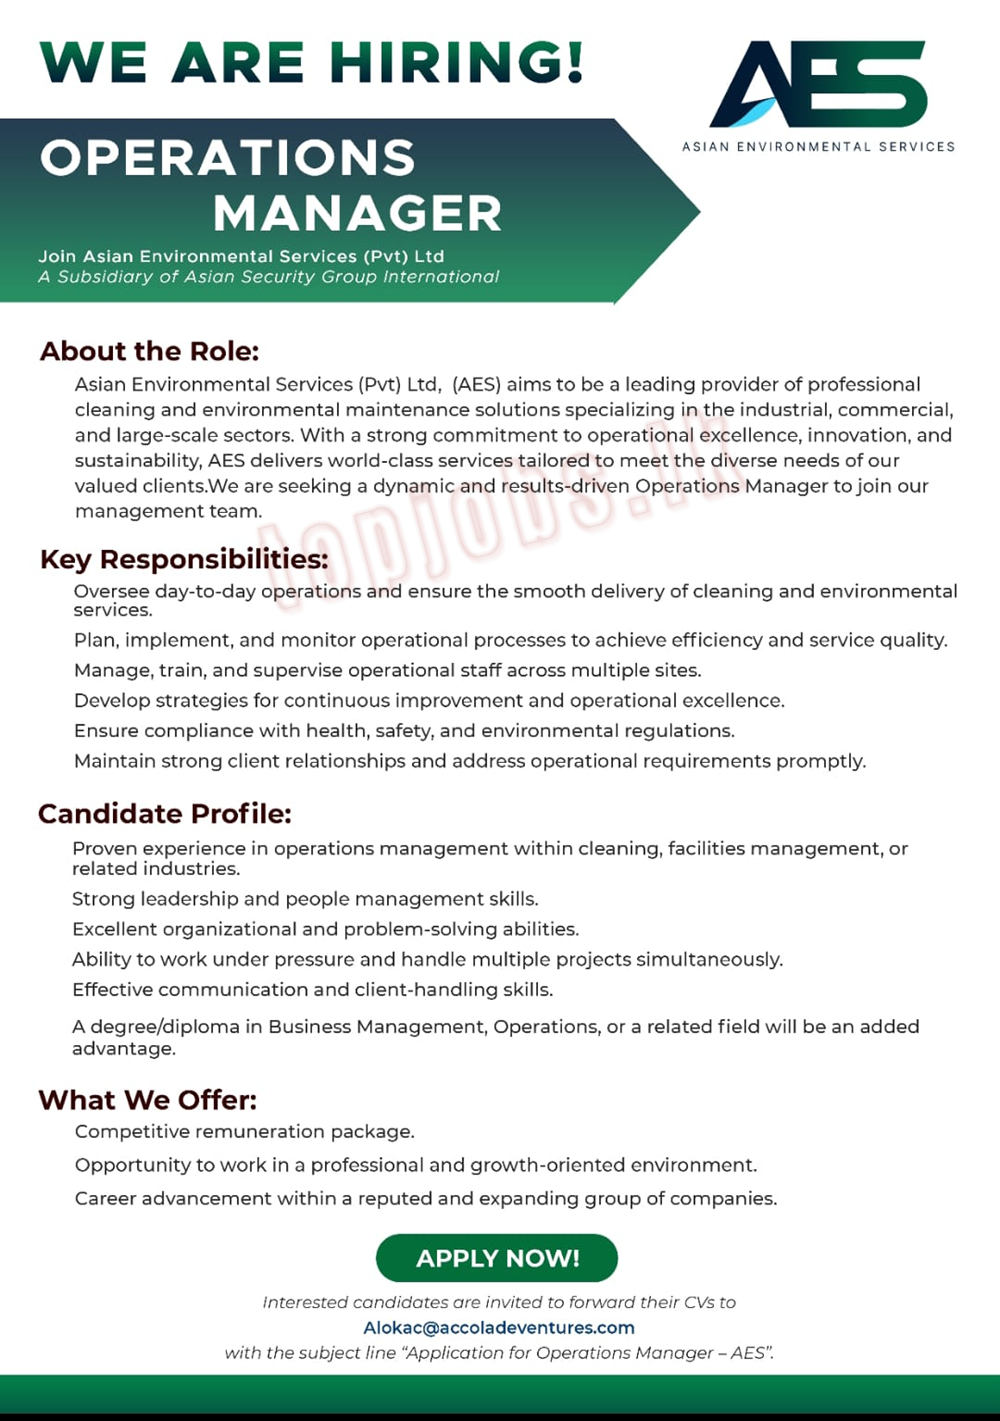 WE ARE HIRING!
AES
ASIAN ENVIRONMENTAL SERVICES
OPERATIONS
MANAGER
Join Asian Environmental Services (Pvt) Ltd
A Subsidiary of Asian Security Group International
About the Role:
Asian Environmental Services (Pvt) Ltd, (AES) aims to be a leading provider of professional
cleaning and environmental maintenance solutions specializing in the industrial, commercial,
and large-scale sectors. With a strong commitment to operational excellence, innovation, and
sustainability, AES delivers world-class services tailored to meet the diverse needs of our
valued clients.We are seeking a dynamic and results-driven Operations Manager to join our
management team.
topjobs.lk
Key Responsibilities:
Oversee day-to-day operations and ensure the smooth delivery of cleaning and environmental
services.
Plan, implement, and monitor operational processes to achieve efficiency and service quality.
Manage, train, and supervise operational staff across multiple sites.
Develop strategies for continuous improvement and operational excellence.
Ensure compliance with health, safety, and environmental regulations.
Maintain strong client relationships and address operational requirements promptly.
Candidate Profile:
Proven experience in operations management within cleaning, facilities management, or
related industries.
Strong leadership and people management skills.
Excellent organizational and problem-solving abilities.
Ability to work under pressure and handle multiple projects simultaneously.
Effective communication and client-handling skills.
A degree/diploma in Business Management, Operations, or a related field will be an added
advantage.
What We Offer:
Competitive remuneration package.
Opportunity to work in a professional and growth-oriented environment.
Career advancement within a reputed and expanding group of companies.
APPLY NOW!
Interested candidates are invited to forward their CVs to
Alokac@accoladeventures.com
with the subject line “Application for Operations Manager – AES”.